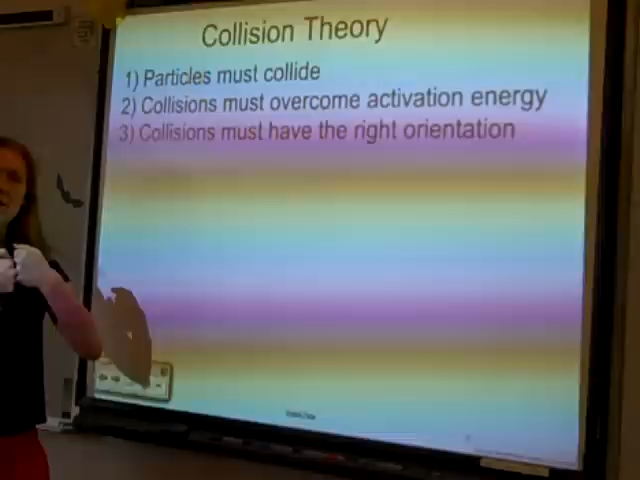 Collision Theory
1) Particles must collide
2) Collisions must overcome activation energy
3) Collisions must have the right orientation